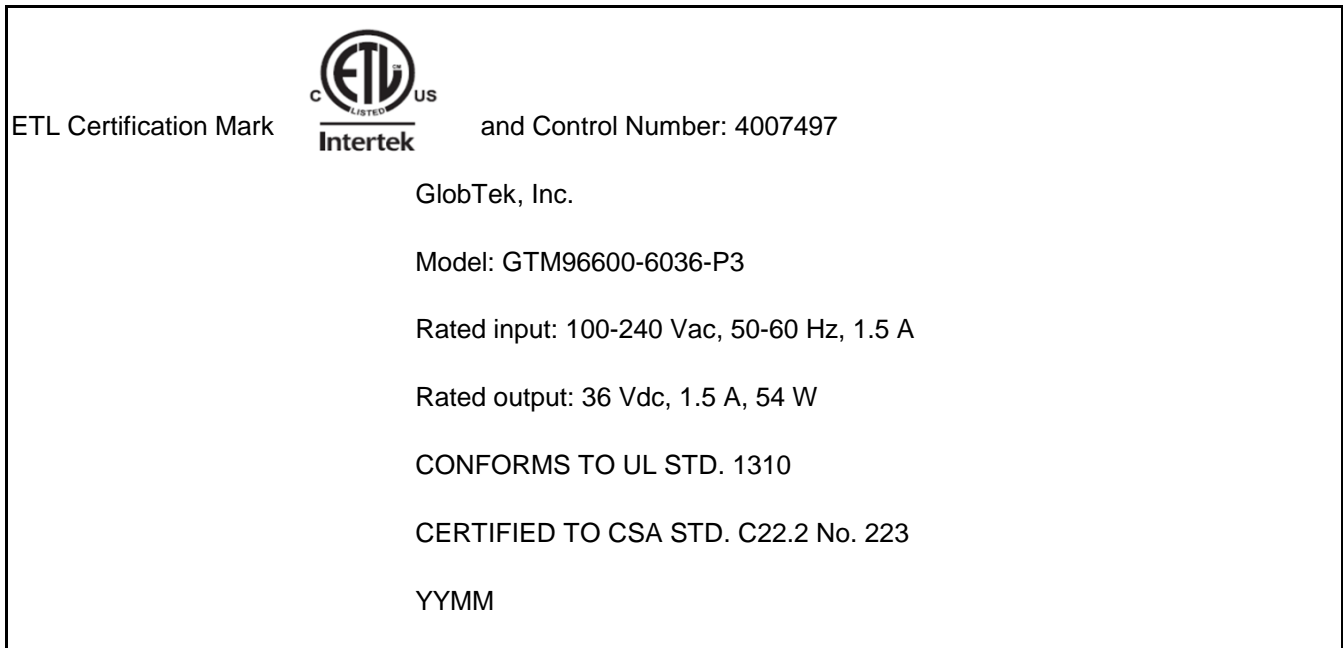 ETL Certification Mark C ETL CM US LISTED Intertek and Control Number: 4007497
GlobTek, Inc.
Model: GTM96600-6036-P3
Rated input: 100-240 Vac, 50-60 Hz, 1.5 A
Rated output: 36 Vdc, 1.5 A, 54 W
CONFORMS TO UL STD. 1310
CERTIFIED TO CSA STD. C22.2 No. 223
YYMM